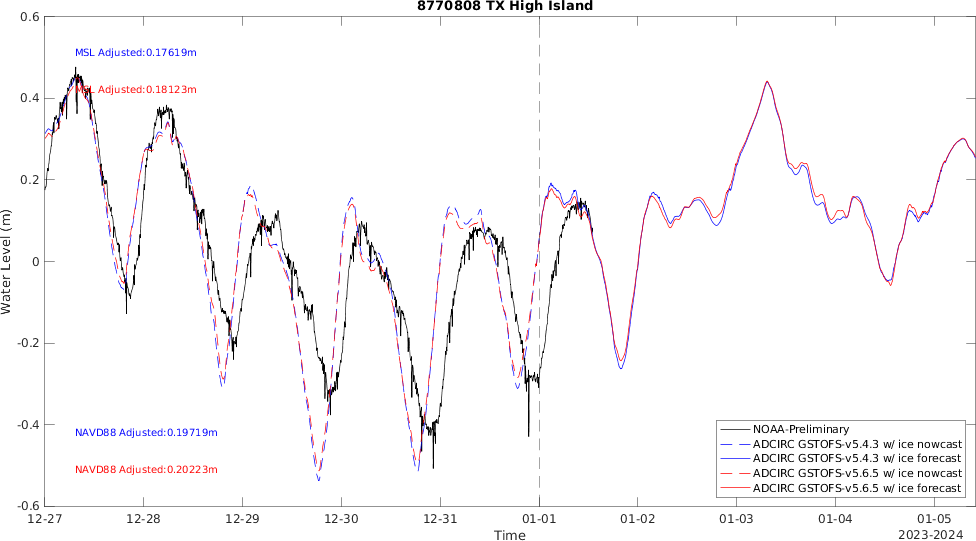 8770808 TX High Island
0.6
MSL Adjusted:0.17619m
0.4
MSL Adjusted:0.18123m
0.2
Water Level (m)
0
-0.2
-0.4
NAVD88 Adjusted:0.19719m
NAVD88 Adjusted:0.20223m
-0.6
NOAA-Preliminary
ADCIRC GSTOFS-v5.4.3 w/ ice nowcast
ADCIRC GSTOFS-v5.4.3 w/ ice forecast
ADCIRC GSTOFS-v5.6.5 w/ ice nowcast
ADCIRC GSTOFS-v5.6.5 w/ ice forecast
12-27 12-28 12-29 12-30 12-31 01-01 01-02 01-03 01-04 01-05
Time
2023-2024